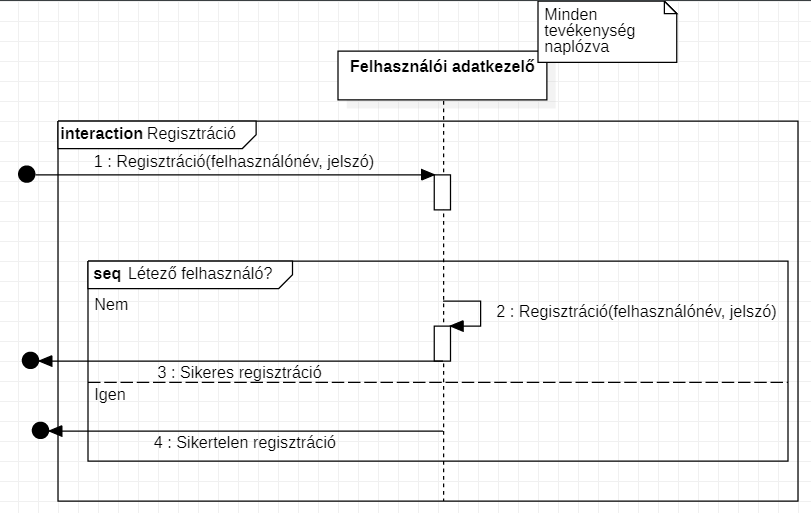 Minden
tevékenység
naplózva
Felhasználói adatkezelő
interaction Regisztráció
1 : Regisztráció(felhasználónév, jelszó)
seq Létező felhasználó?
Nem
2 : Regisztráció(felhasználónév, jelszó)
3 : Sikeres regisztráció
Igen
4 : Sikertelen regisztráció